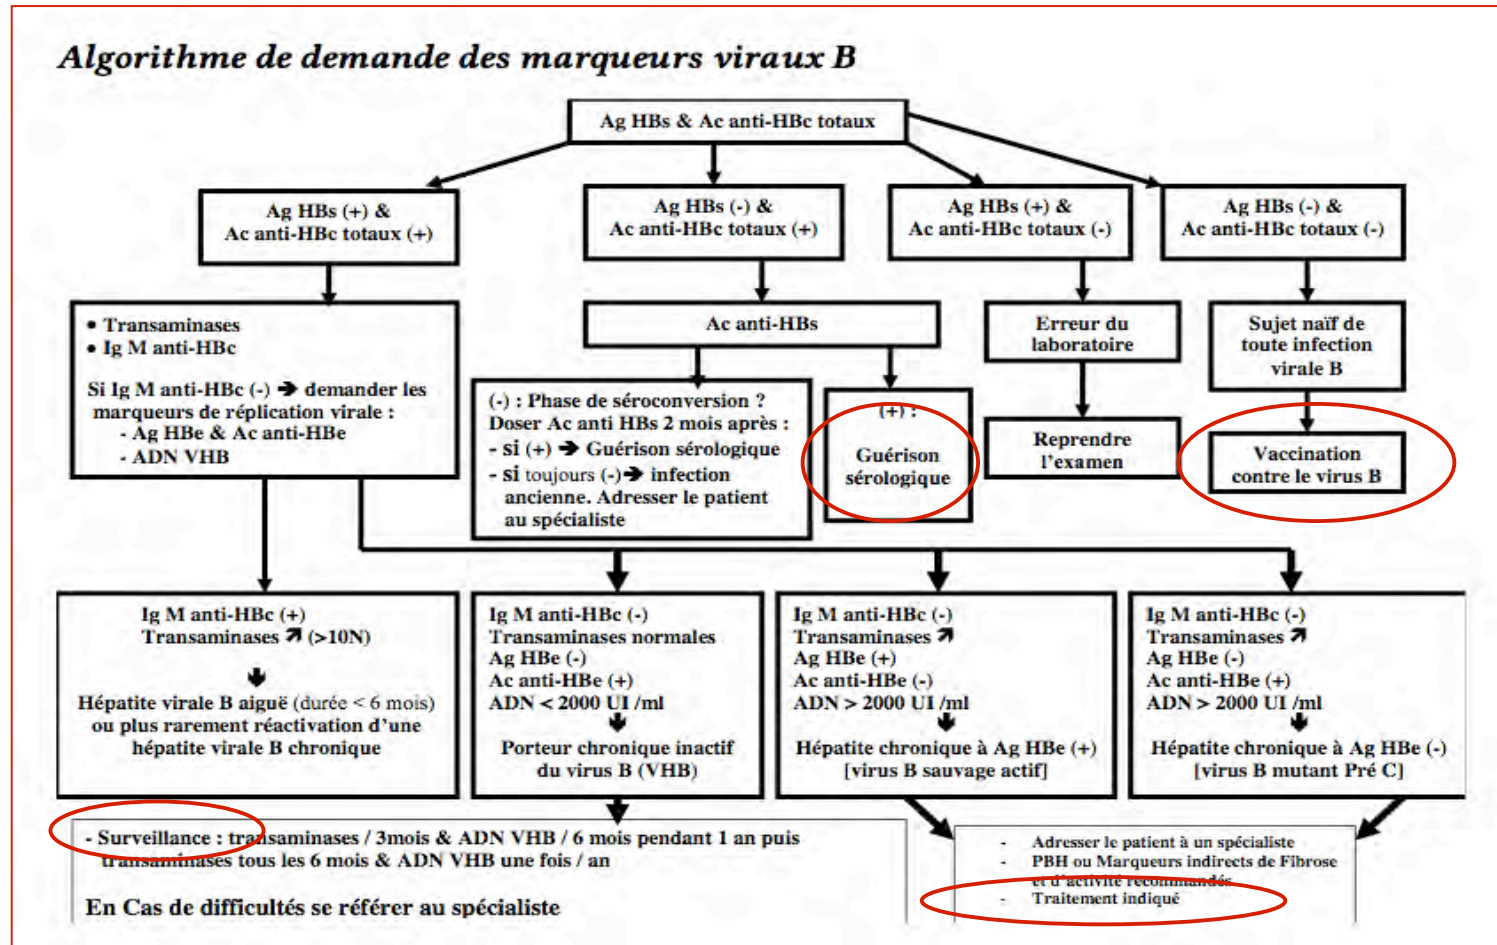 Algorithme de demande des marqueurs viraux B
Ag HBs & Ac anti-HBc totaux
Ag HBs (+) &
Ac anti-HBc totaux (+)
Ag HBs (-) &
Ac anti-HBc totaux (+)
Ag HBs (+) &
Ac anti-HBc totaux (-)
Ag HBs (-) &
Ac anti-HBc totaux (-)
• Transaminases
• Ig M anti-HBc
Si Ig M anti-HBc (-) ➔ demander les
marqueurs de réplication virale :
- Ag HBe & Ac anti-HBe
- ADN VHB
Ac anti-HBs
Erreur du
laboratoire
Sujet naïf de
toute infection
virale B
(-) : Phase de séroconversion ?
Doser Ac anti HBs 2 mois après :
- si (+) ➔ Guérison sérologique
- si toujours (-)➔ infection
ancienne. Adresser le patient
au spécialiste
(+) :
Guérison
sérologique
Reprendre
l'examen
Vaccination
contre le virus B
Ig M anti-HBc (+)
Transaminases ↗ (>10N)
Hépatite virale B aiguë (durée < 6 mois)
ou plus rarement réactivation d'une
hépatite virale B chronique
Ig M anti-HBc (-)
Transaminases normales
Ag HBe (-)
Ac anti-HBe (+)
ADN < 2000 UI /ml
Porteur chronique inactif
du virus B (VHB)
Ig M anti-HBc (-)
Transaminases ↗
Ag HBe (+)
Ac anti-HBe (-)
ADN > 2000 UI /ml
Hépatite chronique à Ag HBe (+)
[virus B sauvage actif]
Ig M anti-HBc (-)
Transaminases ↗
Ag HBe (-)
Ac anti-HBe (+)
ADN > 2000 UI /ml
Hépatite chronique à Ag HBe (-)
[virus B mutant Pré C]
- Surveillance : transaminases / 3mois & ADN VHB / 6 mois pendant 1 an puis
transaminases tous les 6 mois & ADN VHB une fois / an
En Cas de difficultés se référer au spécialiste
- Adresser le patient à un spécialiste
- PBH ou Marqueurs indirects de Fibrose
et d'activité recommandés
- Traitement indiqué